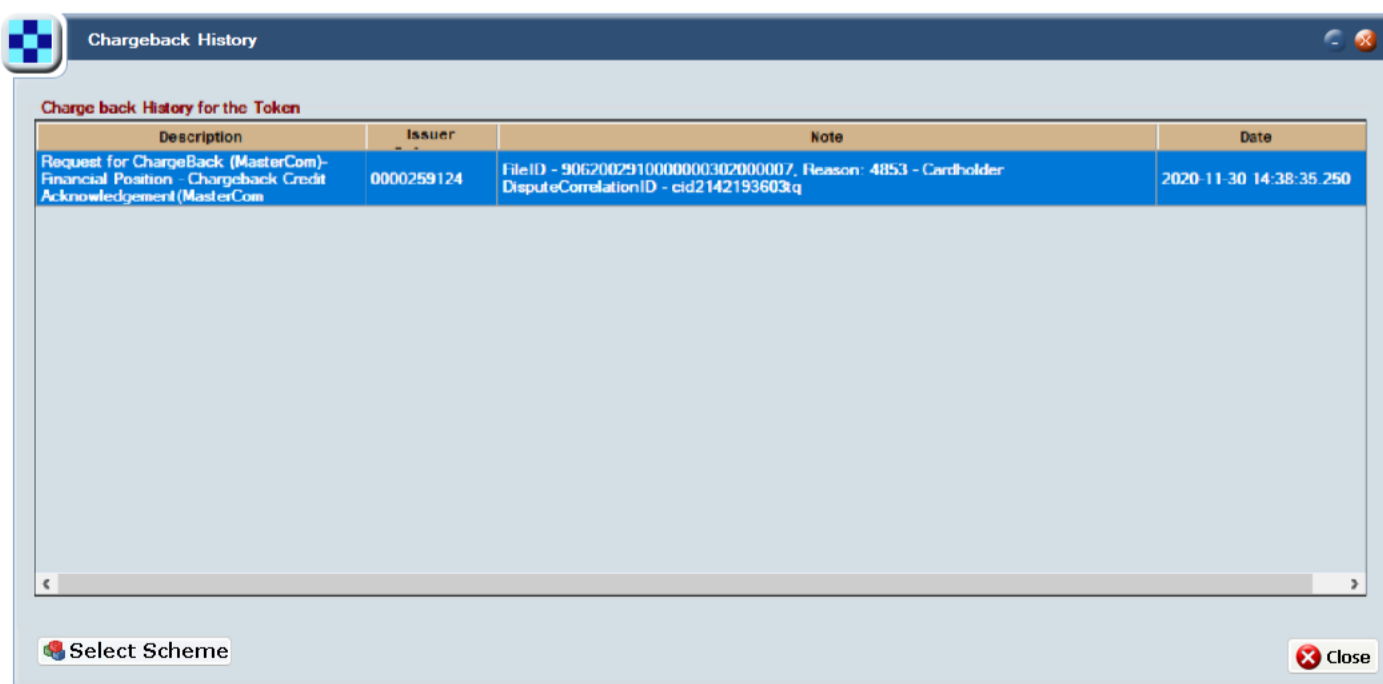 Chargeback History
Charge back History for the Token
Description Issuer Note Date
Request for ChargeBack (MasterCom)-
Financial Position - Chargeback Credit
Acknowledgement(MasterCom
0000259124
FileID - 9062002910000000302000007, Reason: 4853 - Cardholder
DisputeCorrelationID - cid2142193603tq
2020-11-30 14:38:35.250
Select Scheme
Close